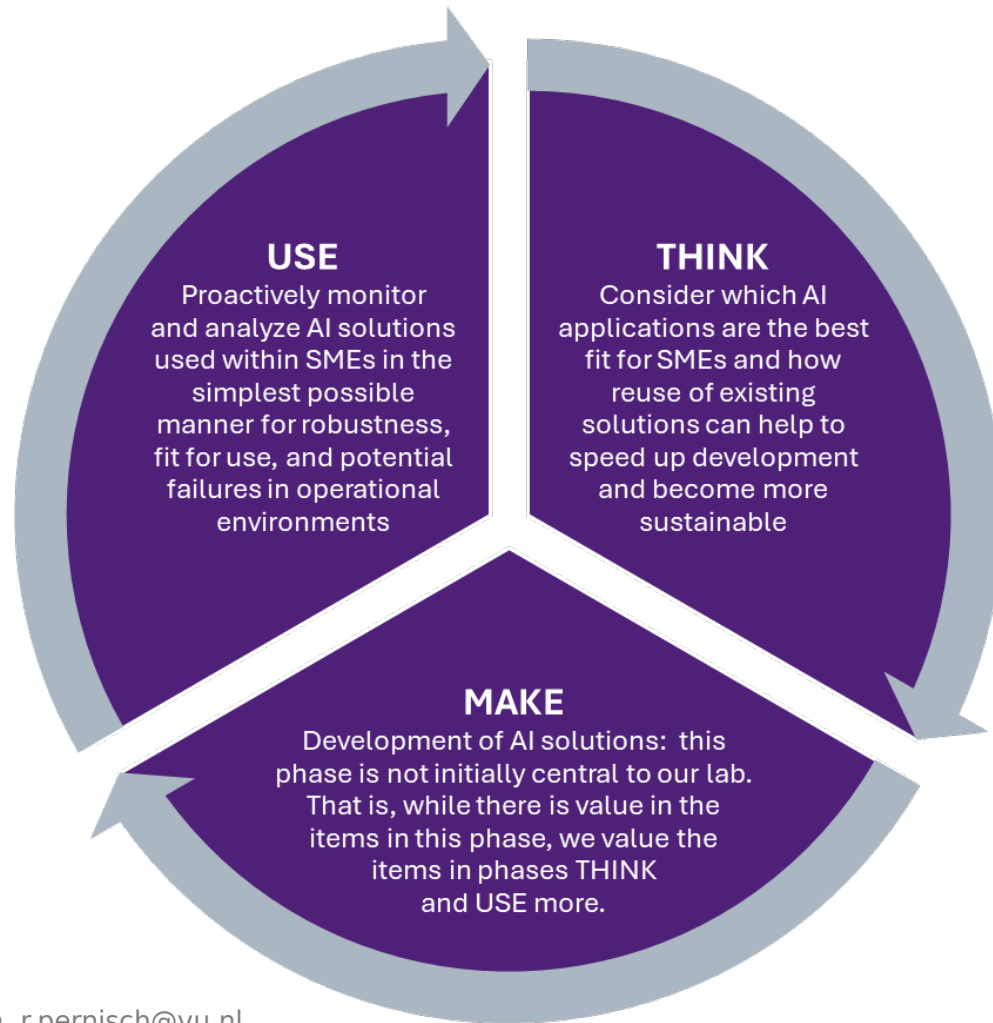 USE
Proactively monitor
and analyze AI solutions
used within SMEs in the
simplest possible
manner for robustness,
fit for use, and potential
failures in operational
environments
THINK
Consider which AI
applications are the best
fit for SMEs and how
reuse of existing
solutions can help to
speed up development
and become more
sustainable
MAKE
Development of AI solutions:  this
phase is not initially central to our lab.
That is, while there is value in the
items in this phase, we value the
items in phases THINK
and USE more.
r.pernisch@vu.nl